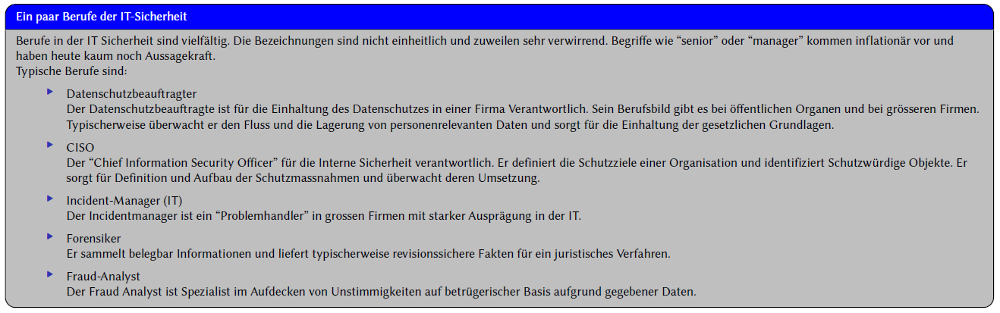 Ein paar Berufe der IT-Sicherheit
Berufe in der IT Sicherheit sind vielfältig. Die Bezeichnungen sind nicht einheitlich und zuweilen sehr verwirrend. Begriffe wie “senior” oder “manager” kommen inflationär vor und
haben heute kaum noch Aussagekraft.
Typische Berufe sind:
Datenschutzbeauftragter
Der Datenschutzbeauftragte ist für die Einhaltung des Datenschutzes in einer Firma Verantwortlich. Sein Berufsbild gibt es bei öffentlichen Organen und bei grösseren Firmen.
Typischerweise überwacht er den Fluss und die Lagerung von personenrelevanten Daten und sorgt für die Einhaltung der gesetzlichen Grundlagen.
CISO
Der “Chief Information Security Officer” für die Interne Sicherheit verantwortlich. Er definiert die Schutzziele einer Organisation und identifiziert Schutzwürdige Objekte. Er
sorgt für Definition und Aufbau der Schutzmassnahmen und überwacht deren Umsetzung.
Incident-Manager (IT)
Der Incidentmanager ist ein “Problemhandler” in grossen Firmen mit starker Ausprägung in der IT.
Forensiker
Er sammelt belegbar Informationen und liefert typischerweise revisionssichere Fakten für ein juristisches Verfahren.
Fraud-Analyst
Der Fraud Analyst ist Spezialist im Aufdecken von Unstimmigkeiten auf betrügerischer Basis aufgrund gegebener Daten.